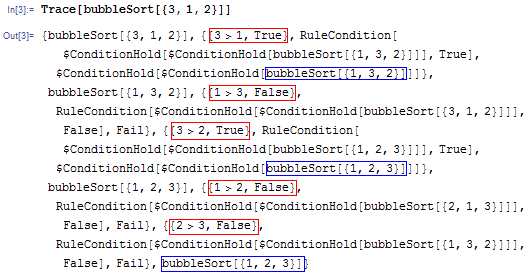 In[3]:= Trace[bubbleSort[{3, 1, 2}]]
Out[3]= {bubbleSort[{3, 1, 2}], {{3 > 1, True}, RuleCondition[
$ConditionHold[$ConditionHold[bubbleSort[{1, 3, 2}]]], True],
$ConditionHold[$ConditionHold[bubbleSort[{1, 3, 2}]]]},
bubbleSort[{1, 3, 2}], {{1 > 3, False},
RuleCondition[$ConditionHold[$ConditionHold[bubbleSort[{3, 1, 2}]]],
False], Fail}, {{3 > 2, True}, RuleCondition[
$ConditionHold[$ConditionHold[bubbleSort[{1, 2, 3}]]], True],
$ConditionHold[$ConditionHold[bubbleSort[{1, 2, 3}]]]},
bubbleSort[{1, 2, 3}], {{1 > 2, False},
RuleCondition[$ConditionHold[$ConditionHold[bubbleSort[{2, 1, 3}]]],
False], Fail}, {{2 > 3, False},
RuleCondition[$ConditionHold[$ConditionHold[bubbleSort[{1, 3, 2}]]],
False], Fail}, bubbleSort[{1, 2, 3}]}